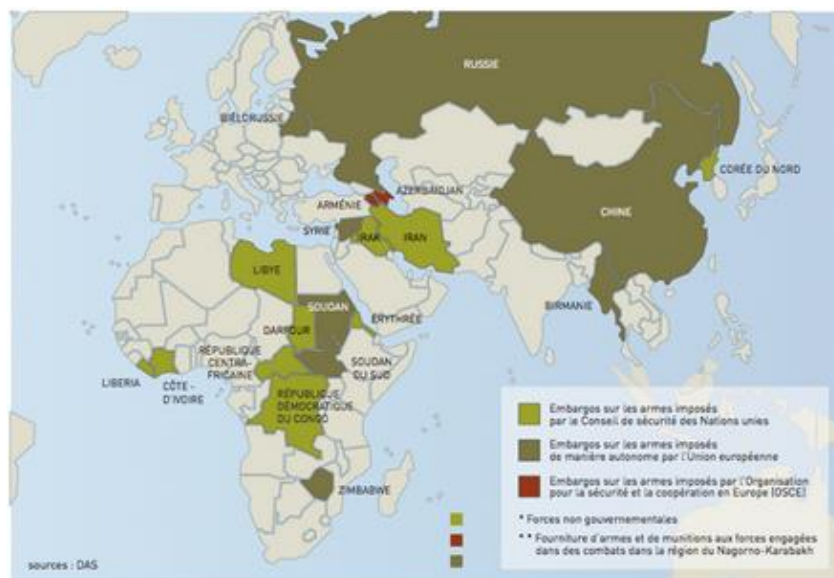 RUSSIE
BIÉLORUSSIE
CORÉE DU NORD
AZERBAÏDJAN
ARMÉNIE
CHINE
SYRIE
IRAK
IRAN
LIBYE
SOUDAN
BIRMANIE
ÉRYTHRÉE
DARFOUR
RÉPUBLIQUE
CENTRA-
FRICAINE
SOUDAN
DU SUD
LIBERIA
CÔTE-
D'IVOIRE
RÉPUBLIQUE
DÉMOCRATIQUE
DU CONGO
ZIMBABWE
Embargos sur les armes imposés
par le Conseil de sécurité des Nations unies
Embargos sur les armes imposés
de manière autonome par l'Union européenne
Embargos sur les armes imposés par l'Organisation
pour la sécurité et la coopération en Europe (OSCE)
* Forces non gouvernementales
** Fourniture d'armes et de munitions aux forces engagées
dans des combats dans la région du Nagorno-Karabakh
sources : DAS